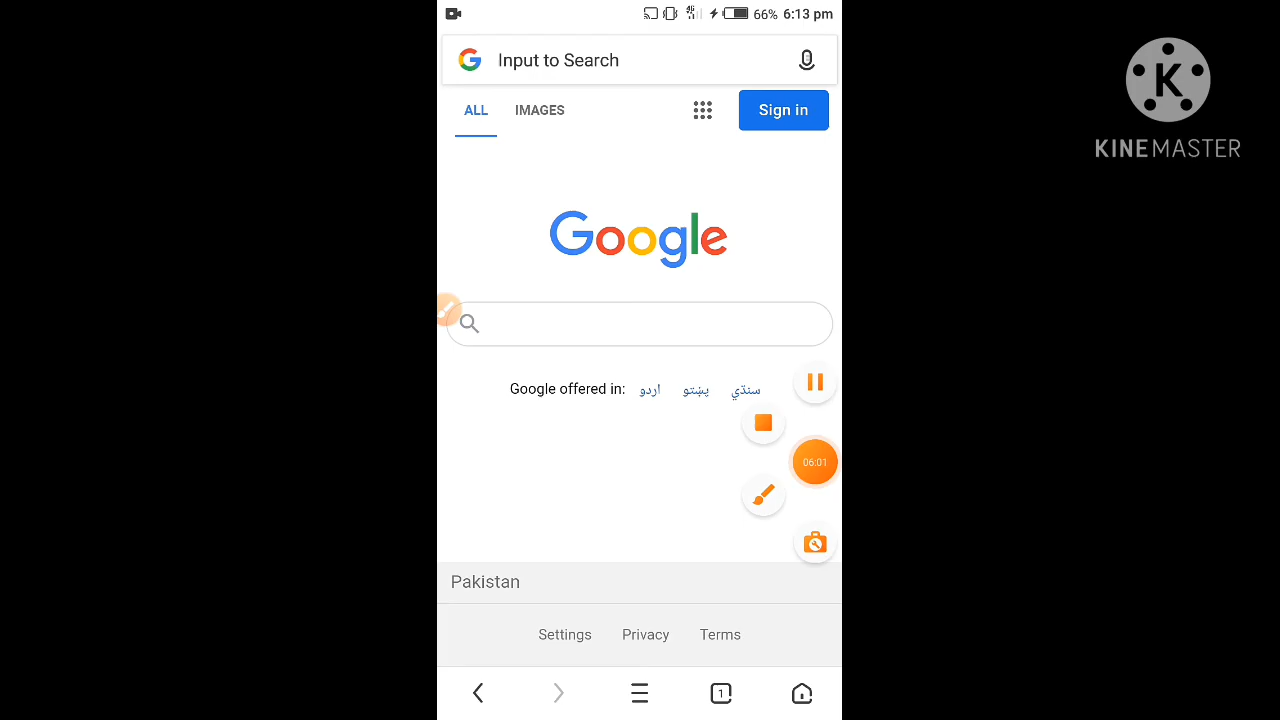 66% 6:13 pm
Input to Search
ALL IMAGES Sign in
K
KINEMASTER
Google
Google offered in: اردو پښتو سنڌي
06:01
Pakistan
Settings Privacy Terms
1